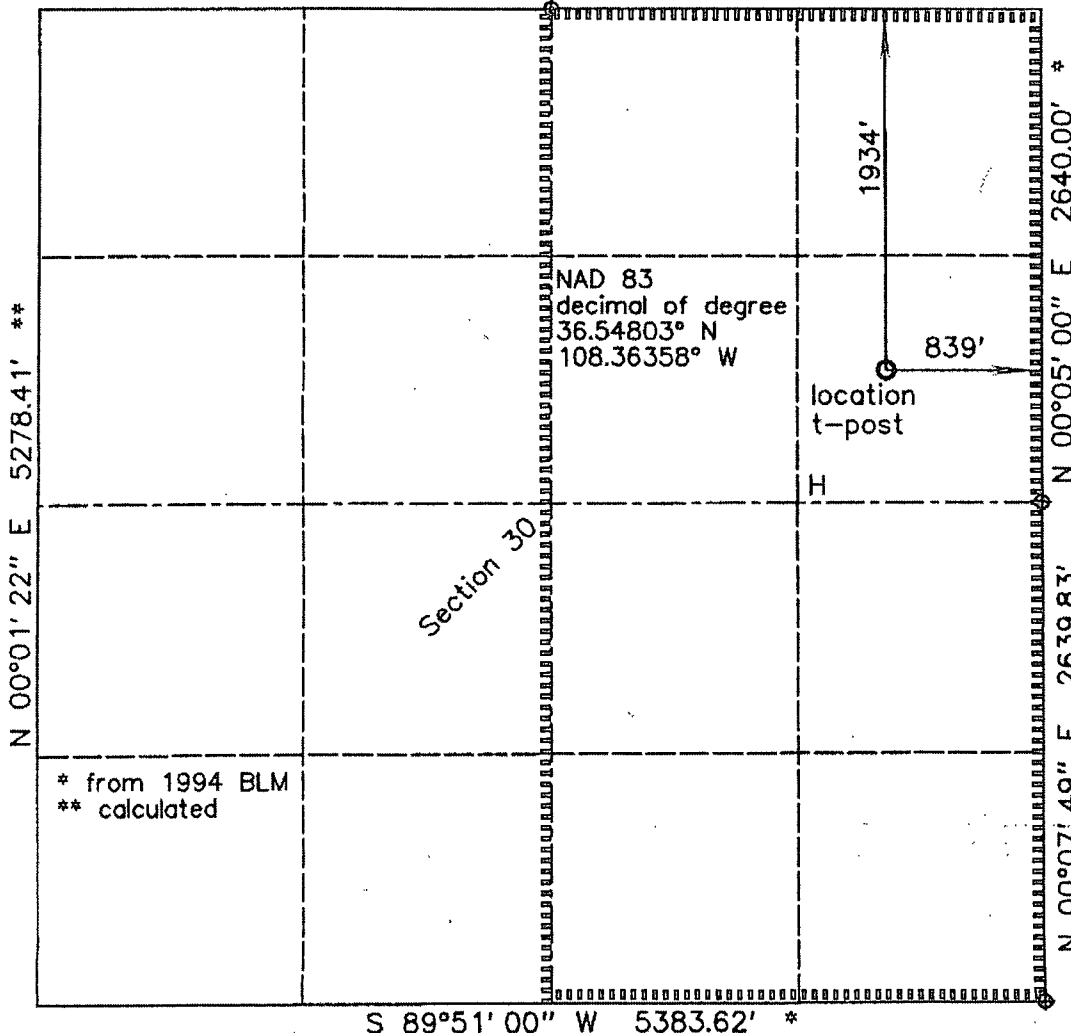 1934'
N 00°05' 00" E 2640.00' *
NAD 83
decimal of degree
36.54803° N
108.36358° W
839'
location
t-post
H
N 00°01' 22" E 5278.41' **
Section 30
N 00°07' 49" E 2639.83'
* from 1994 BLM
** calculated
S 89°51' 00" W 5383.62' *